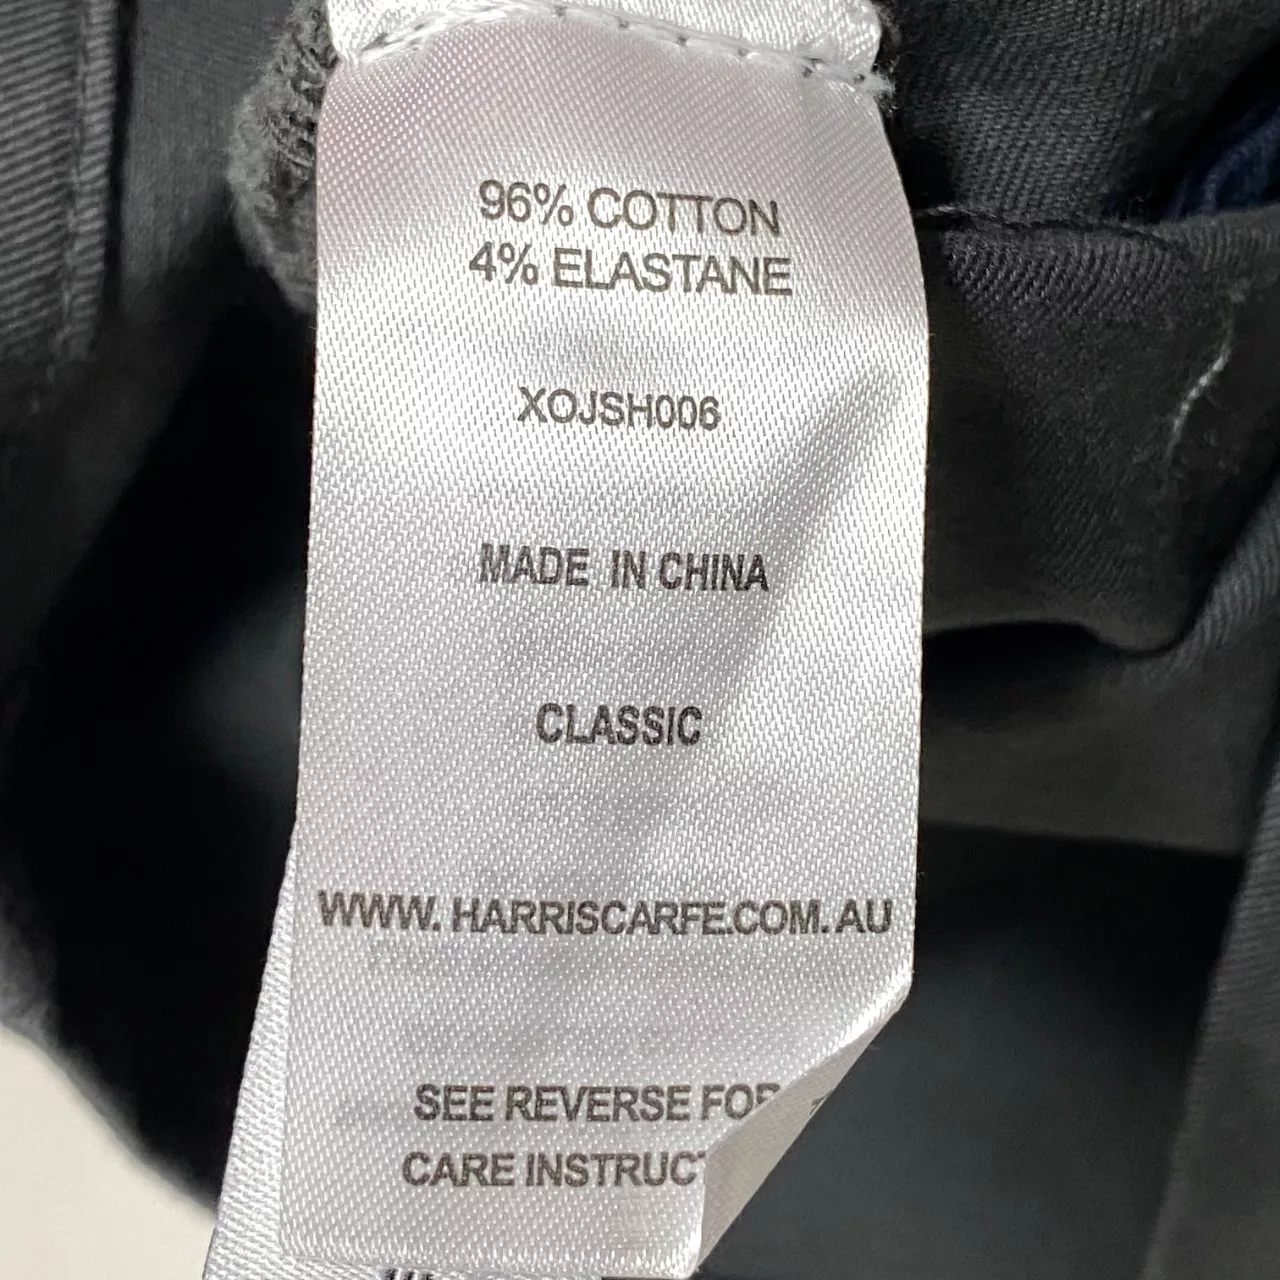 96% COTTON
4% ELASTANE
XOJSH006
MADE IN CHINA
CLASSIC
WWW.HARRISCARFE.COM.AU
SEE REVERSE FOR
CARE INSTRUCT